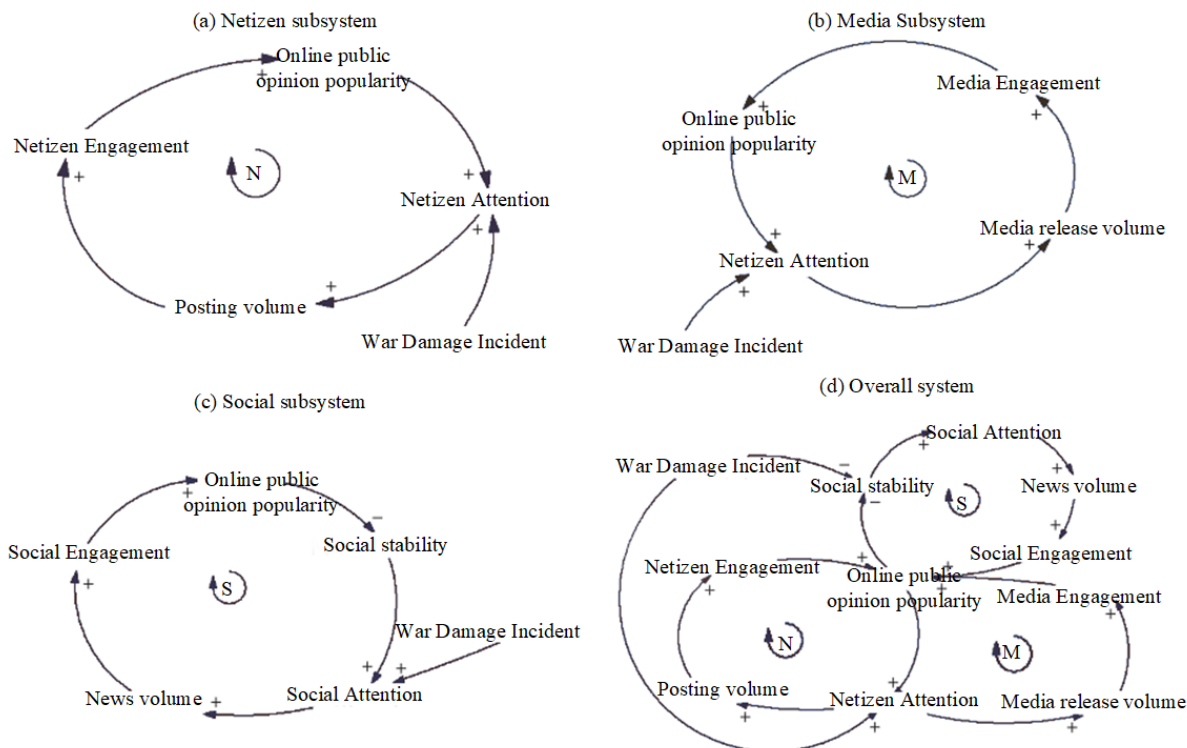 (a) Netizen subsystem
Online public
opinion popularity
+
Netizen Engagement
+
N
+
Netizen Attention
+
+
Posting volume
War Damage Incident
(b) Media Subsystem
Media Engagement
+
+
Online public
opinion popularity
M
+
Media release volume
+
Netizen Attention
+
War Damage Incident
(c) Social subsystem
Online public
+
opinion popularity
−
Social stability
Social Engagement
+
S
War Damage Incident
+
+
Social Attention
News volume
+
(d) Overall system
Social Attention
+
War Damage Incident
−
+
Social stability
News volume
−
S
+
Social Engagement
Netizen Engagement
+
+
+
Online public
opinion popularity
+
Media Engagement
+
N
M
+
Posting volume
Netizen Attention
Media release volume
+
+
+